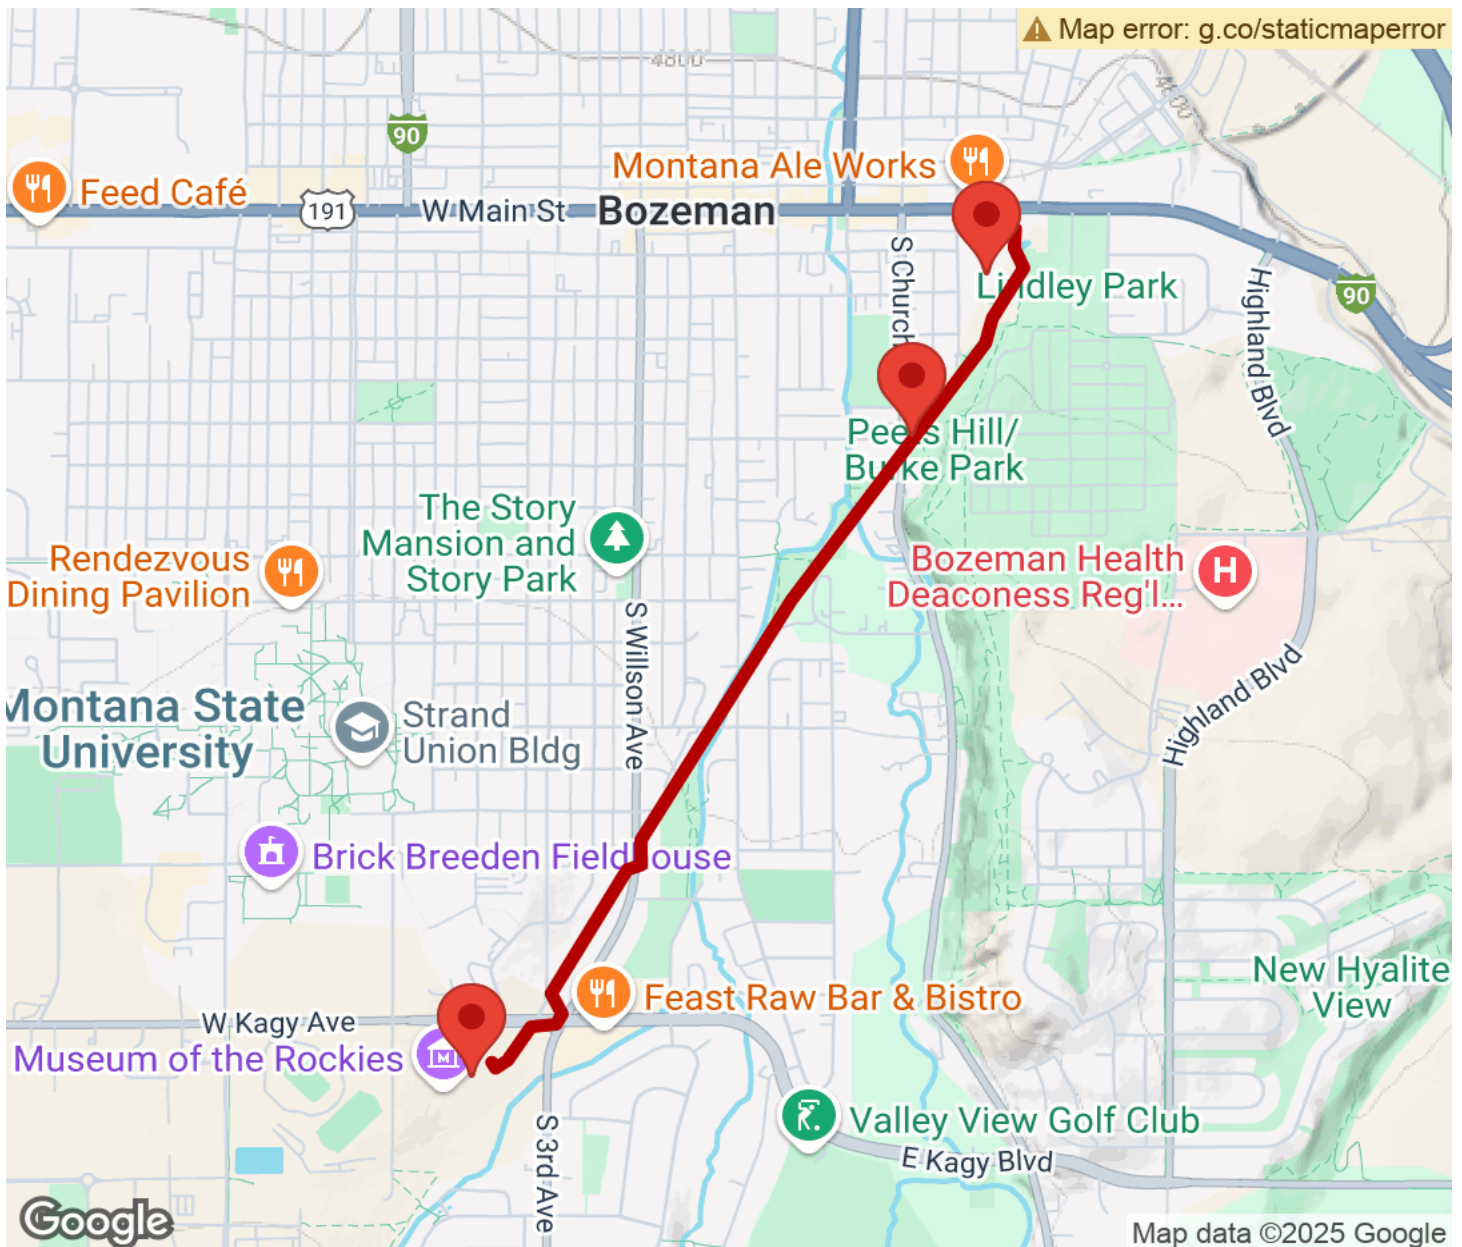 Map error: g.co/staticmaperror
4800
4800
90
Montana Ale Works
Feed Café
191
W Main St
Bozeman
S Church
Lindley Park
Highland Blvd
90
Peets Hill/
Burke Park
The Story
Mansion and
Story Park
Rendezvous
Dining Pavilion
Bozeman Health
Deaconess Reg'l...
H
S Willson Ave
Highland Blvd
Montana State
University
Strand
Union Bldg
Brick Breeden Fieldhouse
New Hyalite
View
Feast Raw Bar & Bistro
W Kagy Ave
Museum of the Rockies
M
Valley View Golf Club
S 3rd Ave
E Kagy Blvd
Google
Map data ©2025 Google